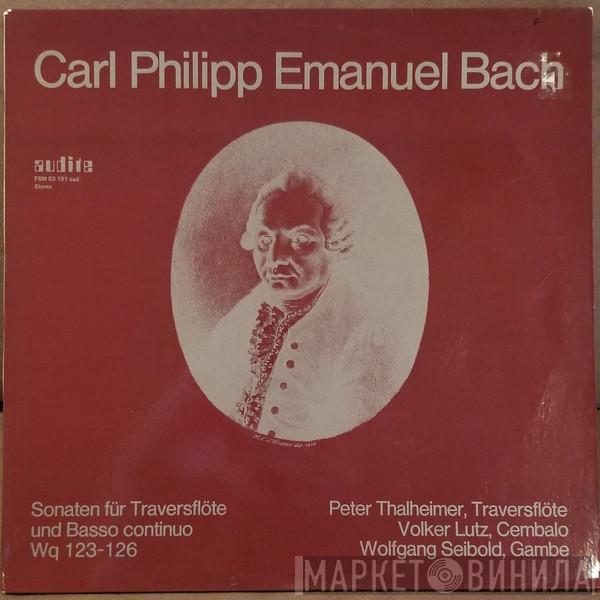 Carl Philipp Emanuel Bach
audite
FSM 53 191 aud
Stereo
Sonaten für Traversflöte
und Basso continuo
Wq 123-126
Peter Thalheimer, Traversflöte
Volker Lutz, Cembalo
Wolfgang Seibold, Gambe
МАРКЕТ ВИНИЛА